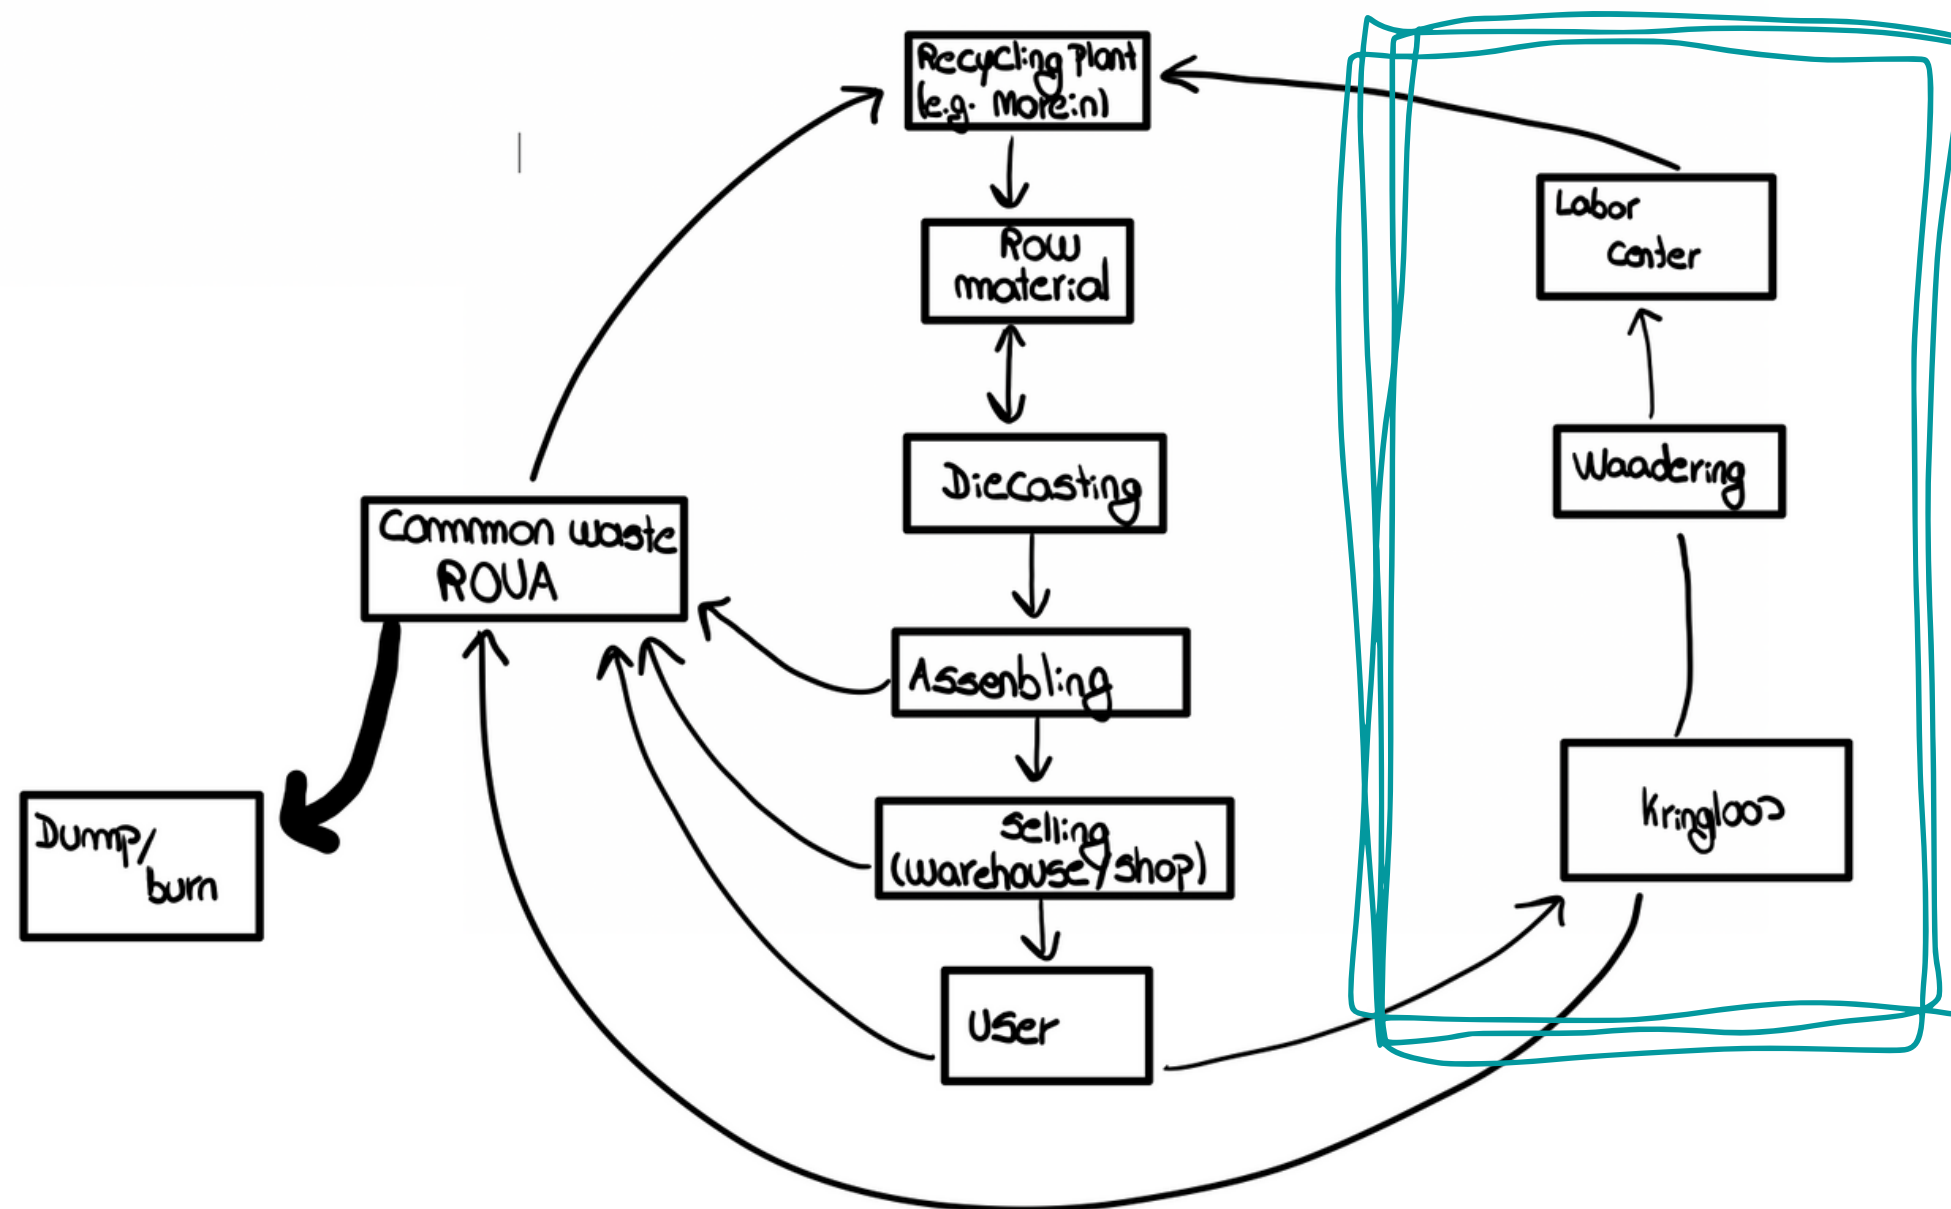 Recycling Plant
(e.g. Morein)
Row
material
Diecasting
Assenbling
selling
(warehouse/shop)
User
Common waste
ROUA
Dump/
burn
Labor
center
Waadering
Kringloop